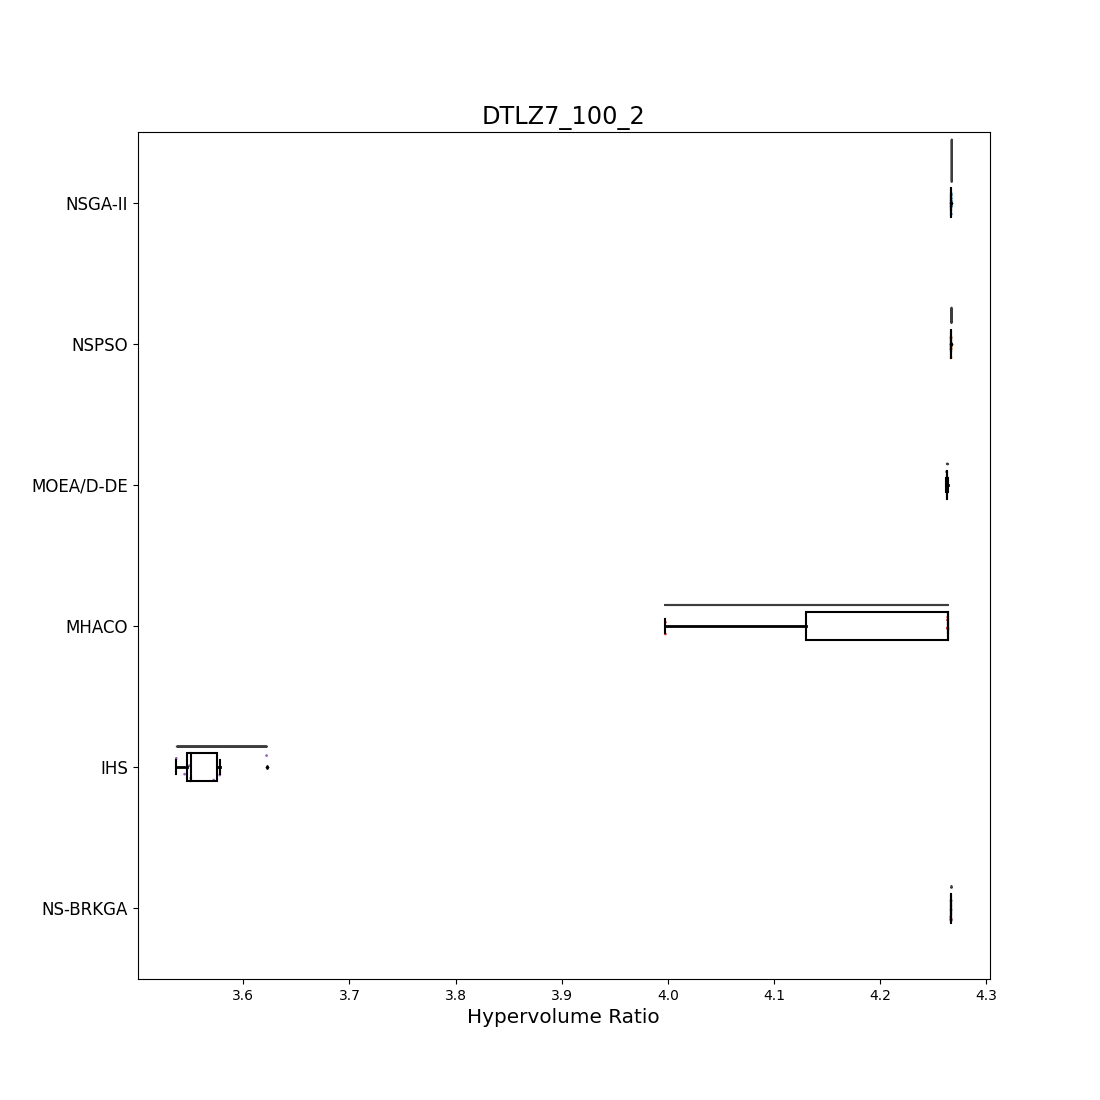 DTLZ7_100_2
NSGA-II
NSPSO
MOEA/D-DE
MHACO
IHS
NS-BRKGA
3.6 3.7 3.8 3.9 4.0 4.1 4.2 4.3
Hypervolume Ratio